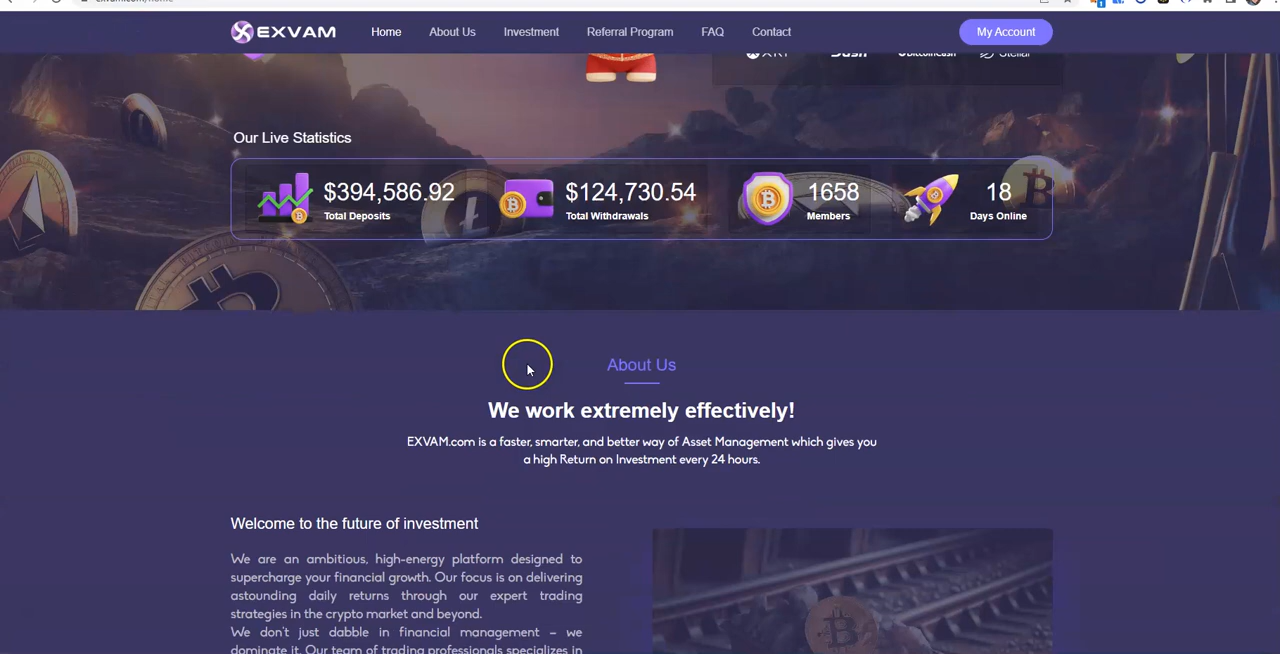 EXVAM Home About Us Investment Referral Program FAQ Contact My Account
Our Live Statistics
$394,586.92 $124,730.54 1658 18
Total Deposits Total Withdrawals Members Days Online
About Us
We work extremely effectively!
EXVAM.com is a faster, smarter, and better way of Asset Management which gives you
a high Return on Investment every 24 hours.
Welcome to the future of investment
We are an ambitious, high-energy platform designed to
supercharge your financial growth. Our focus is on delivering
astounding daily returns through our expert trading
strategies in the crypto market and beyond.
We don't just dabble in financial management – we
dominate it. Our team of trading professionals specializes in